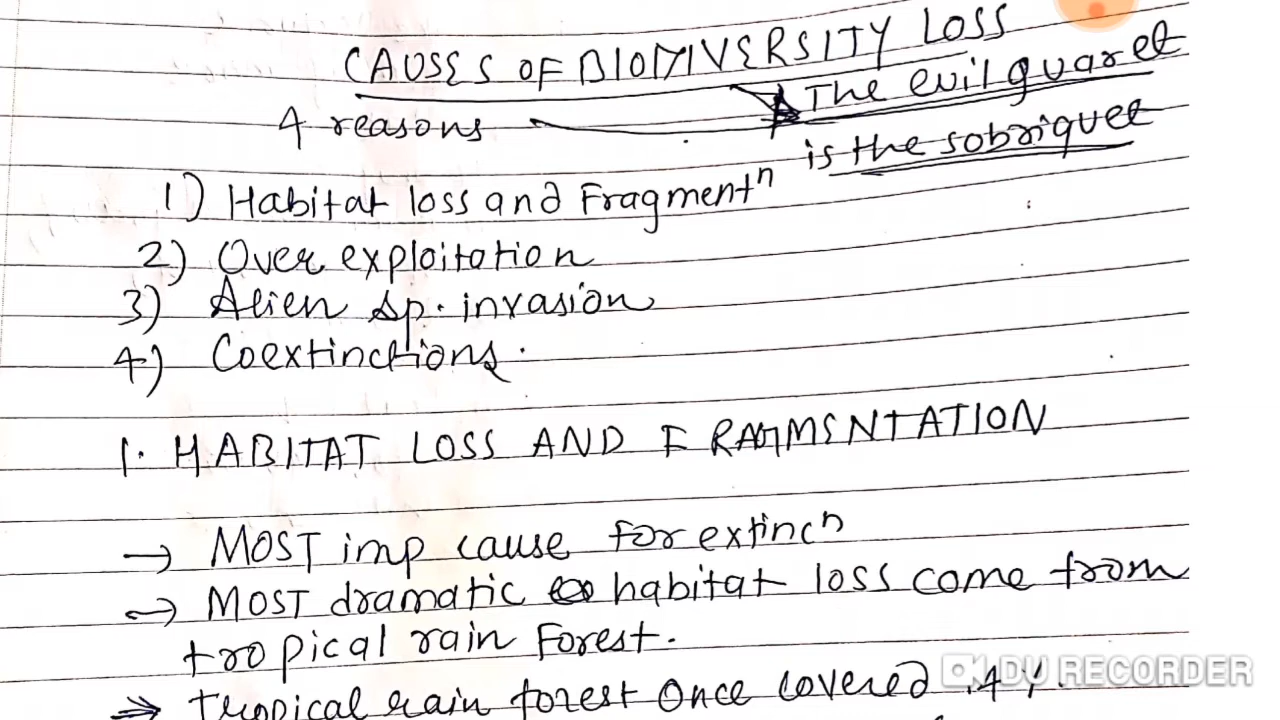 CAUSES OF BIODIVERSITY LOSS
4 reasons → The evil quaret
is the sobriquet
1) Habitat loss and Fragmentⁿ
2) Over exploitation
3) Alien sp. invasion
4) Coextinctions.
1. HABITAT LOSS AND FRAGMENTATION
→ MOST imp cause for extincⁿ
→ MOST dramatic habitat loss come from
tropical rain Forest.
⇒ Tropical rain forest once covered 14 %.
DU RECORDER